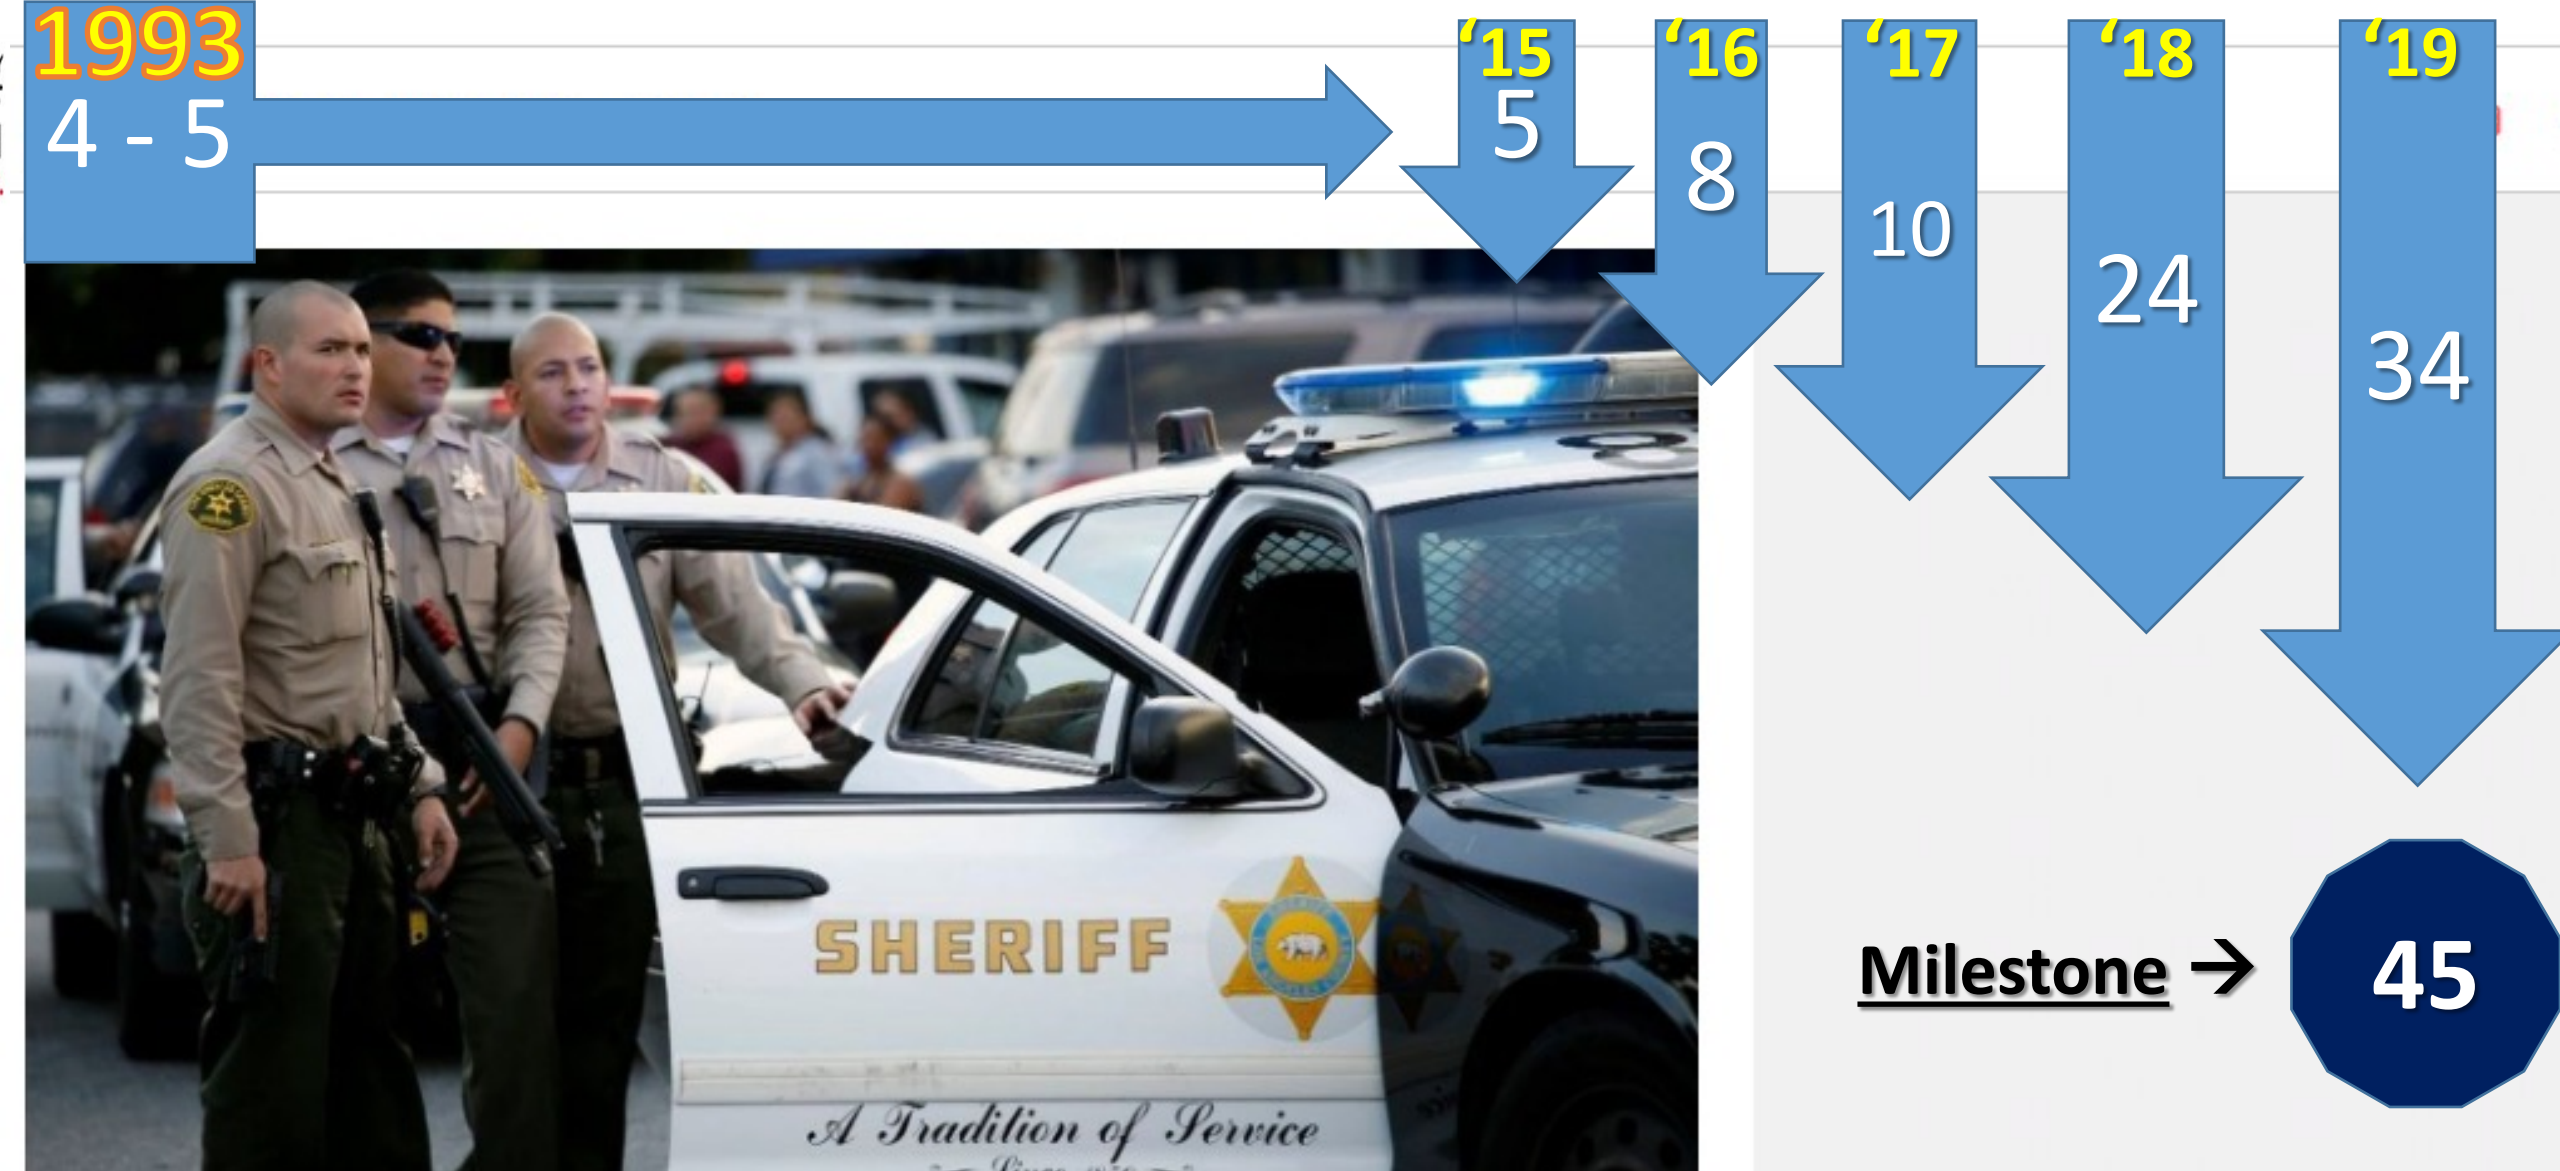 1993
4 - 5
‘15
5
‘16
8
‘17
10
‘18
24
‘19
34
Milestone → 45
SHERIFF
A Tradition of Service